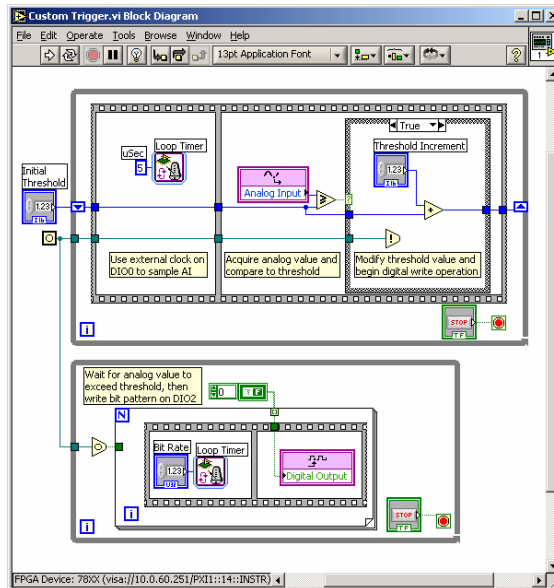 Custom Trigger.vi Block Diagram
File Edit Operate Tools Browse Window Help
13pt Application Font
1
True
uSec
Loop Timer
5
Threshold Increment
1.23
Initial
Threshold
1.23
Analog Input
?
+
Use external clock on
DIO0 to sample AI
Acquire analog value and
compare to threshold
Modify threshold value and
begin digital write operation
i
STOP
TF
Wait for analog value to
exceed threshold, then
write bit pattern on DIO2
0
T F
N
Bit Rate
Loop Timer
1.23
U32
Digital Output
i
i
STOP
TF
FPGA Device: 78XX (visa://10.0.60.251/PXI1::14::INSTR)